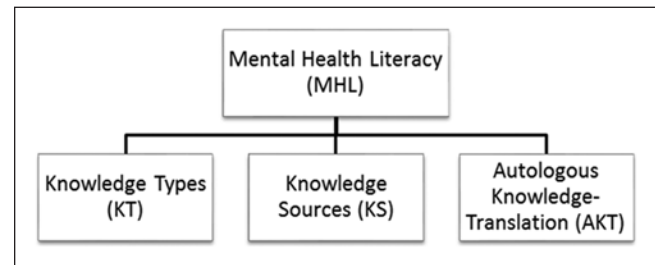 Mental Health Literacy
(MHL)
Knowledge Types
(KT)
Knowledge
Sources (KS)
Autologous
Knowledge-
Translation (AKT)